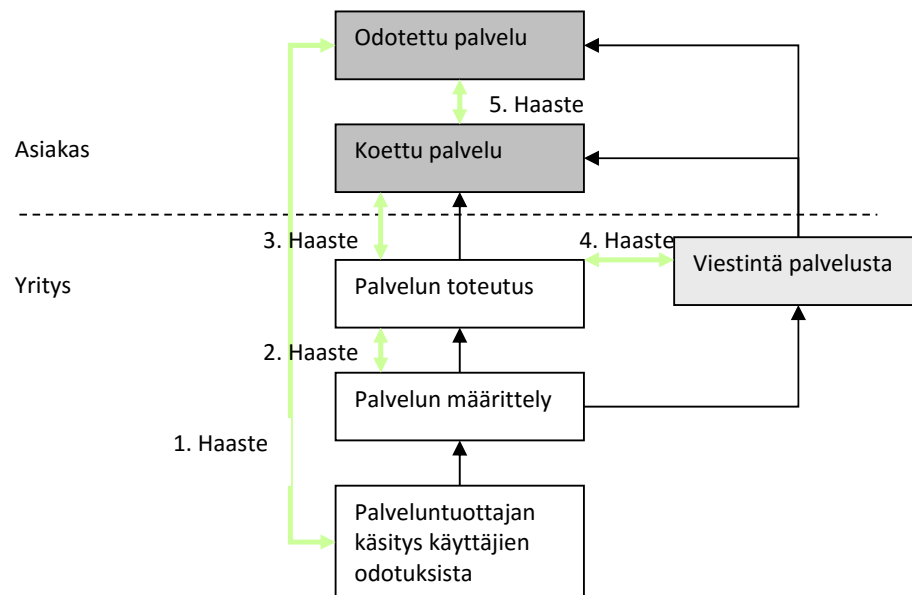 Odotettu palvelu
5. Haaste
Asiakas
Koettu palvelu
3. Haaste
4. Haaste
Viestintä palvelusta
Yritys
Palvelun toteutus
2. Haaste
Palvelun määrittely
1. Haaste
Palveluntuottajan
käsitys käyttäjien
odotuksista